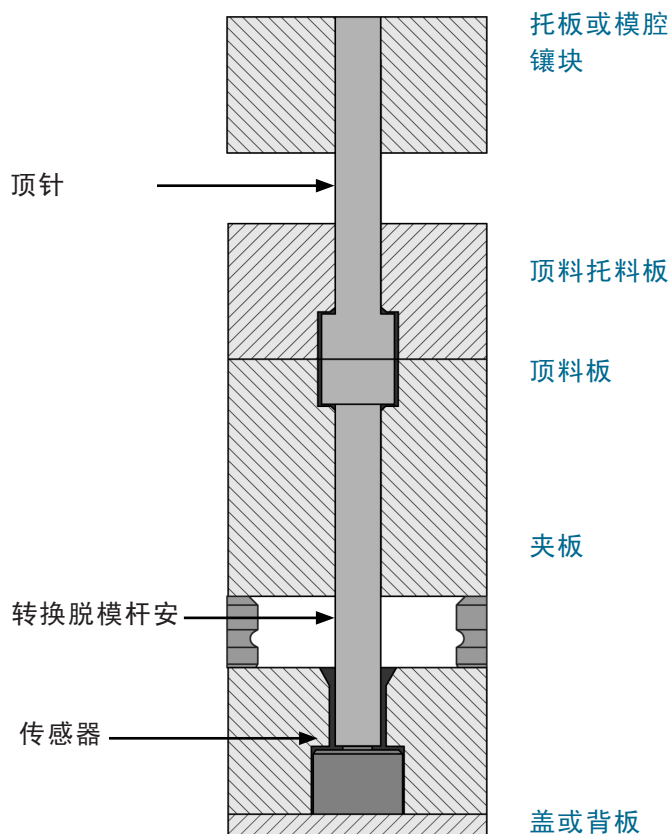 托板或模腔
镶块
顶针
顶料托料板
顶料板
夹板
转换脱模杆安
传感器
盖或背板